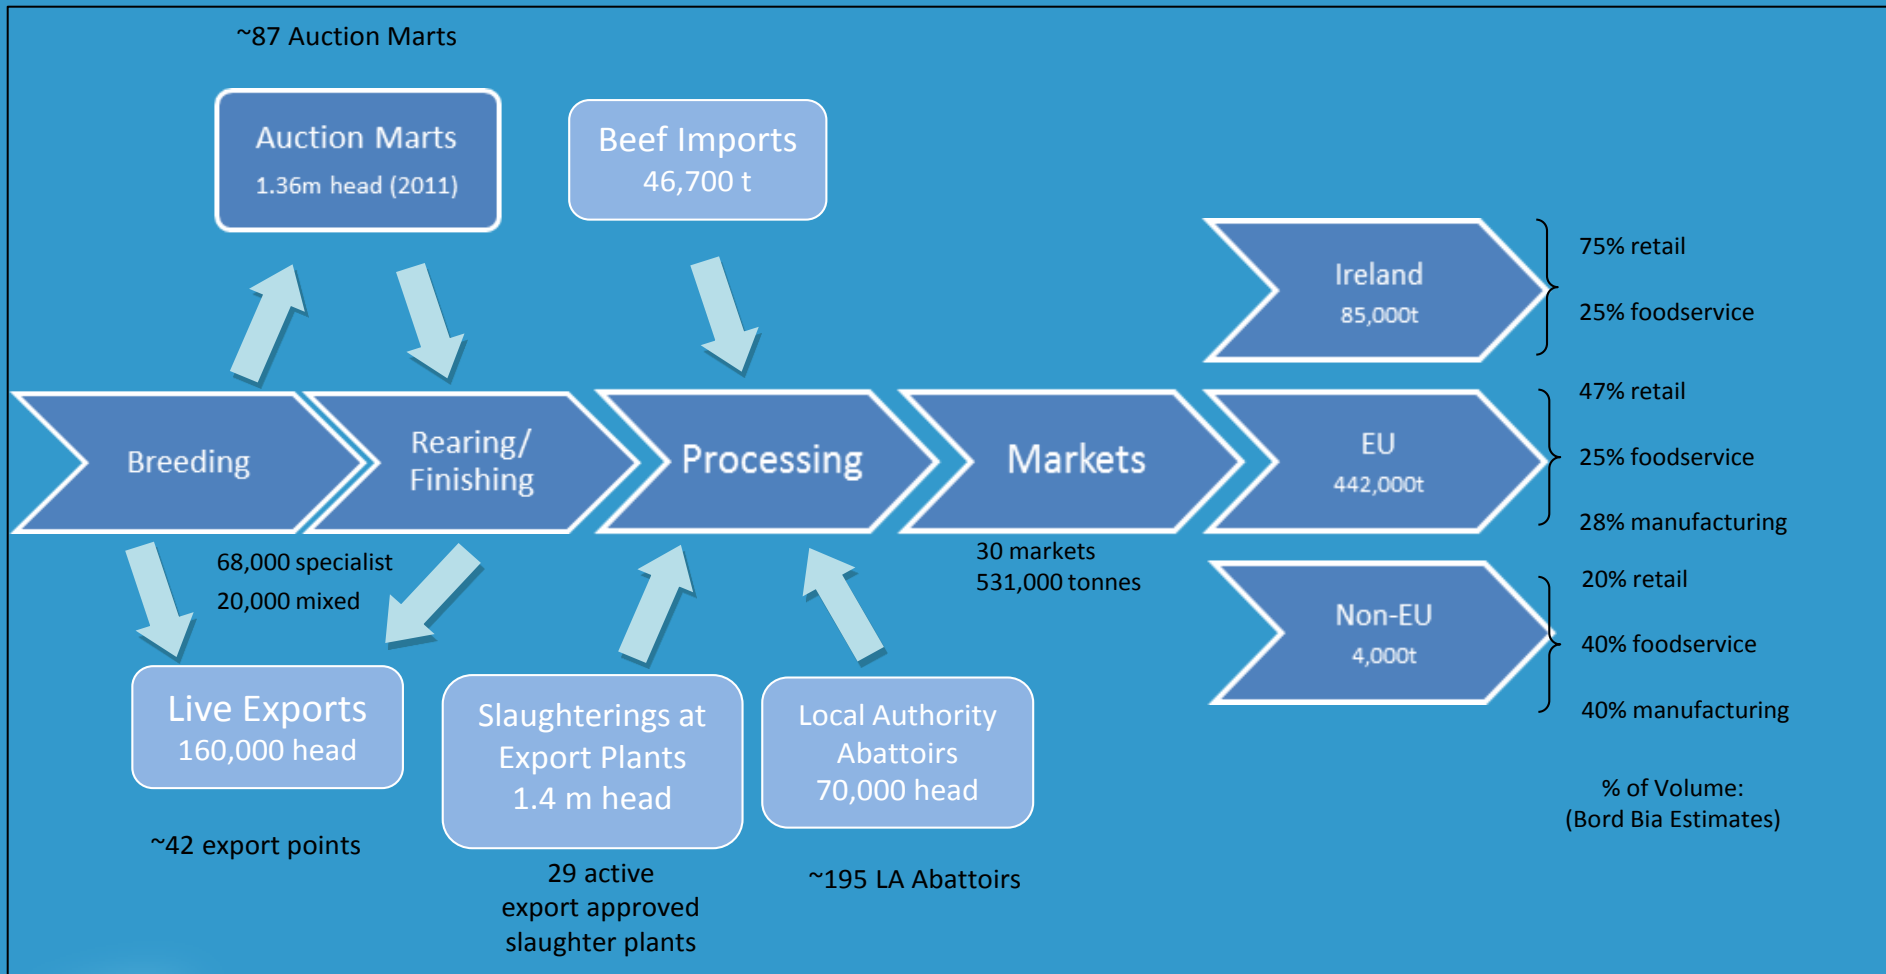 ~87 Auction Marts
Auction Marts
1.36m head (2011)
Beef Imports
46,700 t
Breeding
Rearing/
Finishing
Processing
Markets
Ireland
85,000t
75% retail
25% foodservice
EU
442,000t
47% retail
25% foodservice
28% manufacturing
Non-EU
4,000t
20% retail
40% foodservice
40% manufacturing
68,000 specialist
20,000 mixed
30 markets
531,000 tonnes
Live Exports
160,000 head
~42 export points
Slaughterings at
Export Plants
1.4 m head
29 active
export approved
slaughter plants
Local Authority
Abattoirs
70,000 head
~195 LA Abattoirs
% of Volume:
(Bord Bia Estimates)